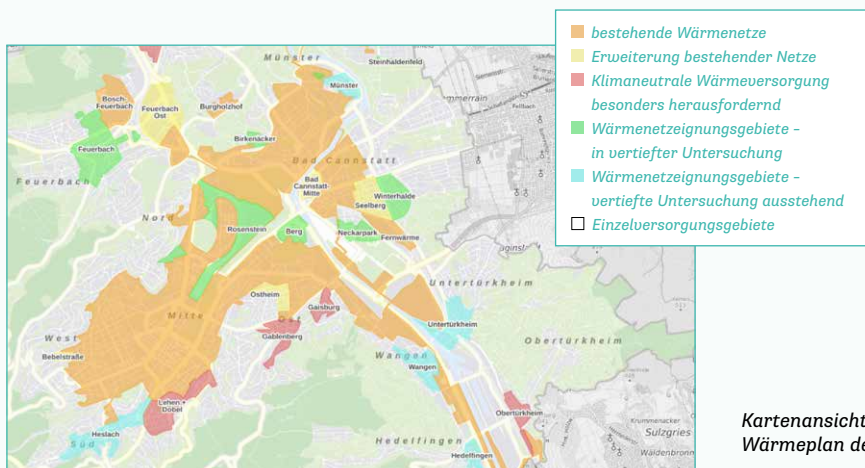 bestehende Wärmenetze
Erweiterung bestehender Netze
Klimaneutrale Wärmeversorgung
besonders herausfordernd
Wärmenetzeignungsgebiete –
in vertiefter Untersuchung
Wärmenetzeignungsgebiete –
vertiefte Untersuchung ausstehend
Einzelversorgungsgebiete
Münster
Steinhaldenfeld
Münster
Bosch
Feuerbach
Feuerbach
Ost
Burgholzhof
Fellbach
Birkenäcker
Feuerbach
Bad Cannstatt
Feuerbach
Bad
Cannstatt-
Mitte
Winterhalde
Seelberg
Nord
Rosenstein
Berg
Neckarpark
Fernwärme
Untertürkheim
Ostheim
Gaisburg
Mitte
Ost
Untertürkheim
Gablenberg
West
Obertürkheim
Bebelstraße
Wangen
Wangen
Lehen +
Dobel
Obertürkheim
Heslach
Süd
Krummenacker
Sulzgries
Hedelfingen
Wäldenbronn
Hedelfingen
Kartenansicht
Wärmeplan de